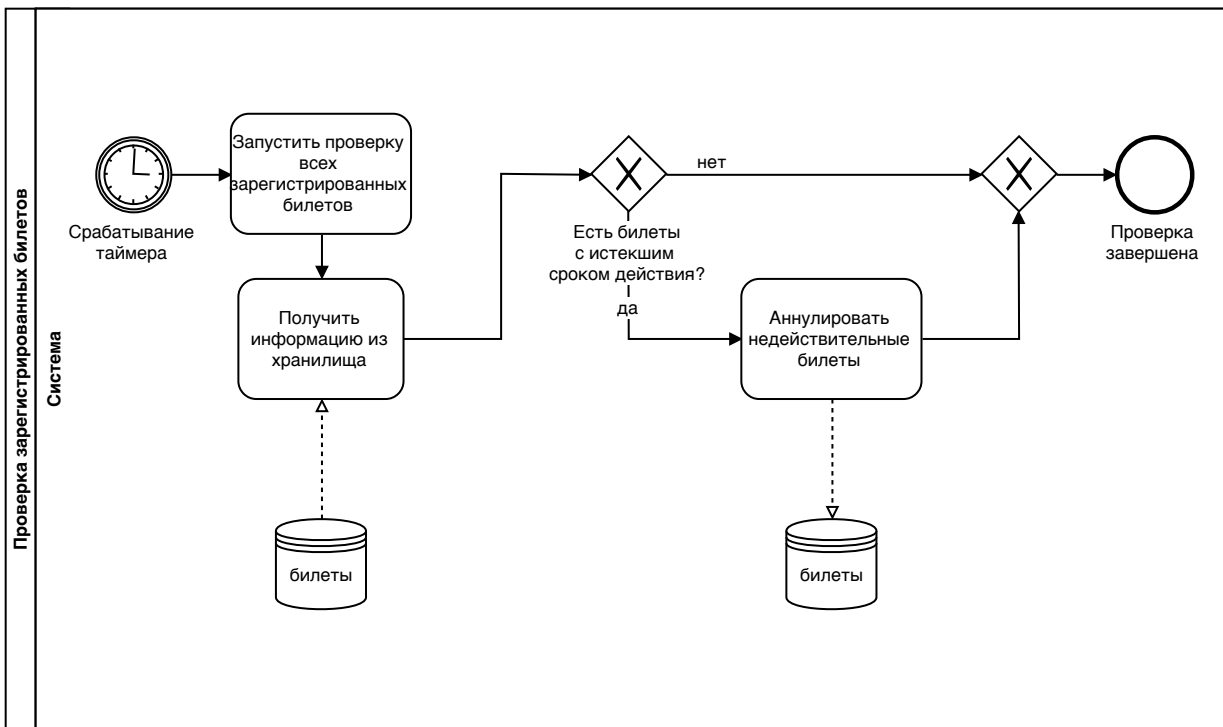 Проверка зарегистрированных билетов
Система
Срабатывание
таймера
Запустить проверку
всех
зарегистрированных
билетов
Получить
информацию из
хранилища
билеты
Есть билеты
с истекшим
сроком действия?
нет
да
Аннулировать
недействительные
билеты
билеты
Проверка
завершена